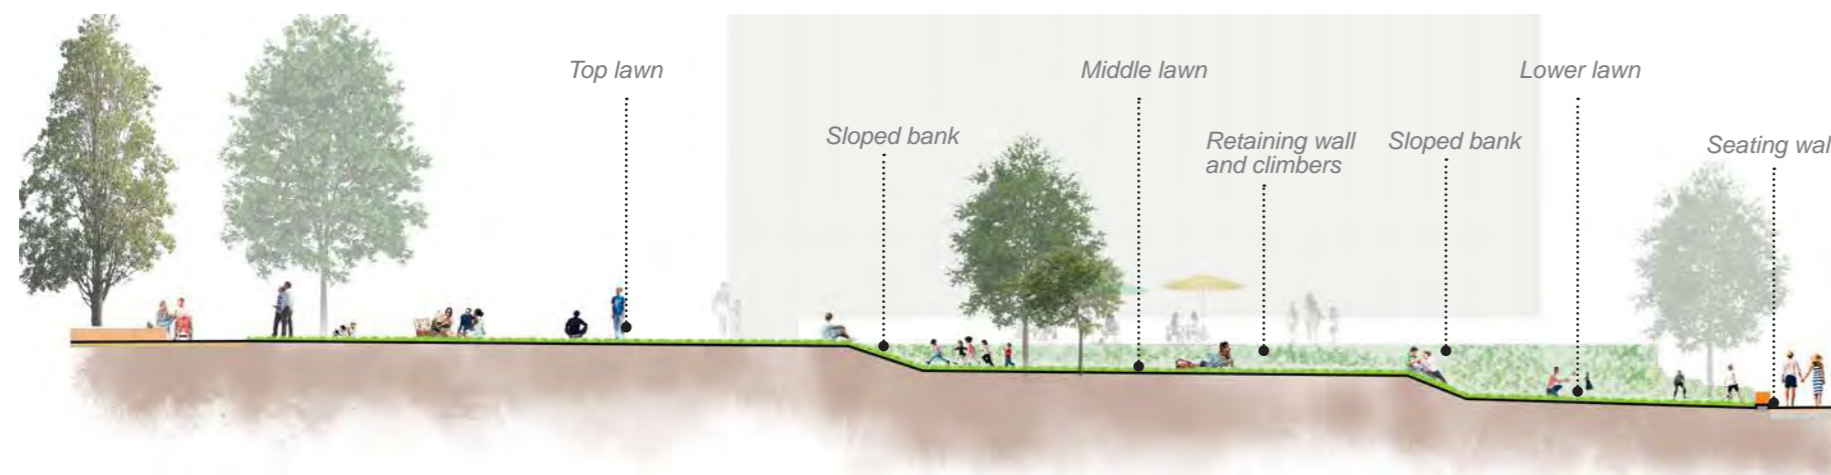 Top lawn
Middle lawn
Lower lawn
Sloped bank
Retaining wall
and climbers
Sloped bank
Seating wal